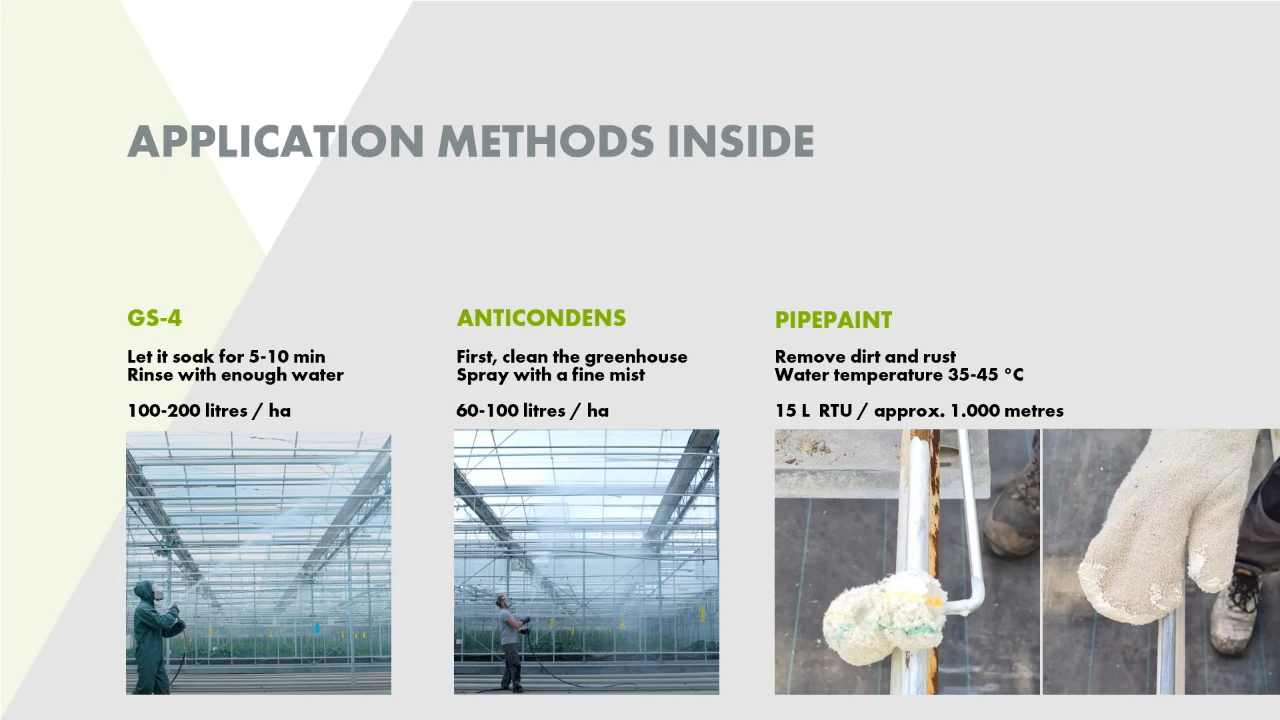 APPLICATION METHODS INSIDE
GS-4
Let it soak for 5-10 min
Rinse with enough water
100-200 litres / ha
ANTICONDENS
First, clean the greenhouse
Spray with a fine mist
60-100 litres / ha
PIPEPAINT
Remove dirt and rust
Water temperature 35-45 °C
15 L RTU / approx. 1.000 metres